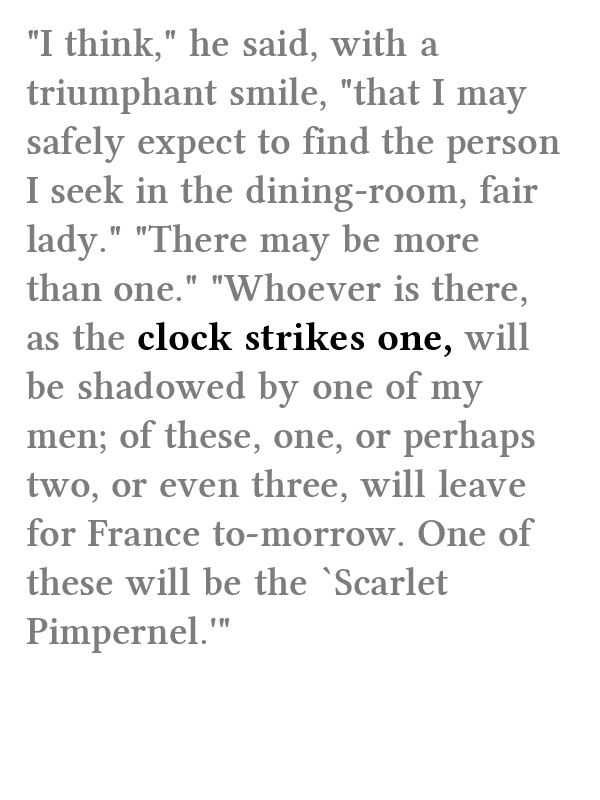 "I think," he said, with a
triumphant smile, "that I may
safely expect to find the person
I seek in the dining-room, fair
lady." "There may be more
than one." "Whoever is there,
as the clock strikes one, will
be shadowed by one of my
men; of these, one, or perhaps
two, or even three, will leave
for France to-morrow. One of
these will be the `Scarlet
Pimpernel.'"